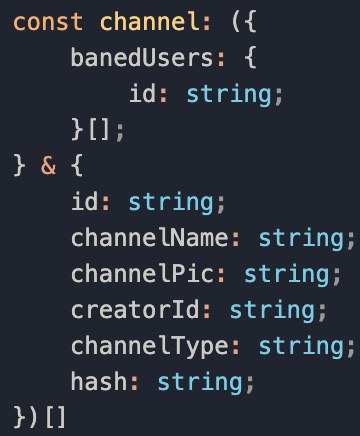 const channel: ({
    banedUsers: {
        id: string;
    }[];
} & {
    id: string;
    channelName: string;
    channelPic: string;
    creatorId: string;
    channelType: string;
    hash: string;
})[]